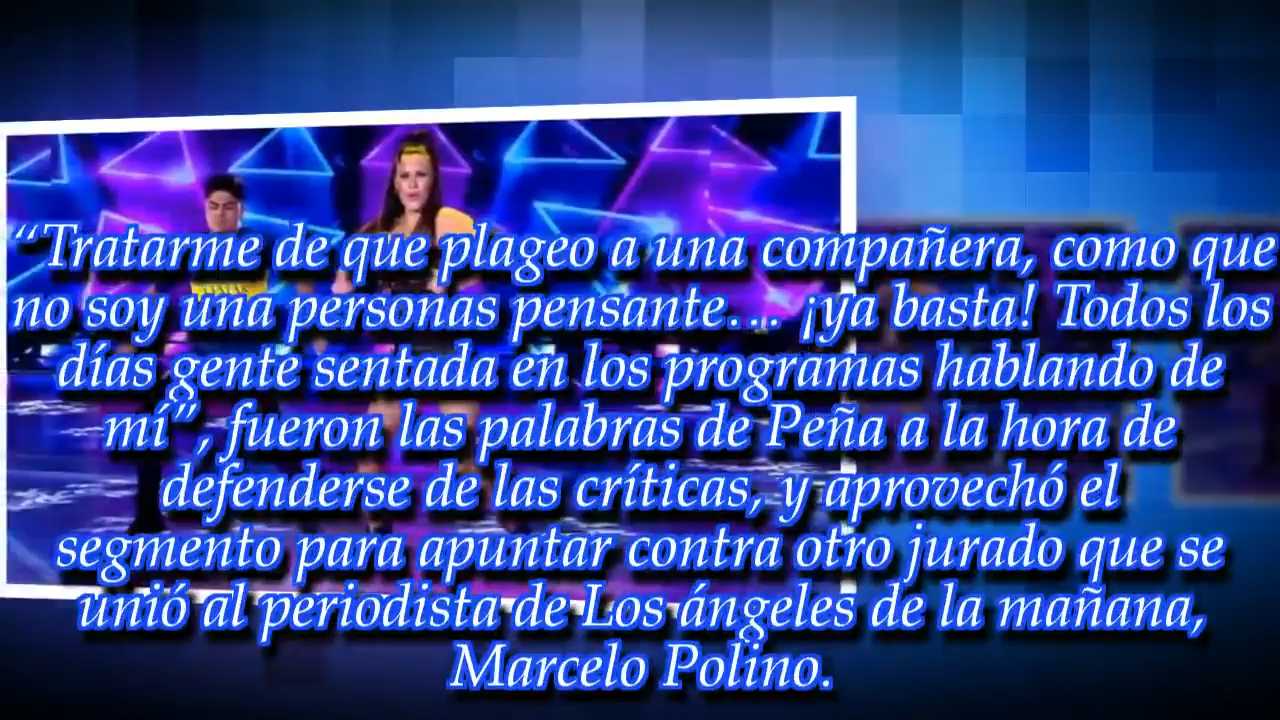 “Tratarme de que plageo a una compañera, como que
no soy una personas pensante… ¡ya basta! Todos los
días gente sentada en los programas hablando de
mí”, fueron las palabras de Peña a la hora de
defenderse de las críticas, y aprovechó el
segmento para apuntar contra otro jurado que se
unió al periodista de Los ángeles de la mañana,
Marcelo Polino.